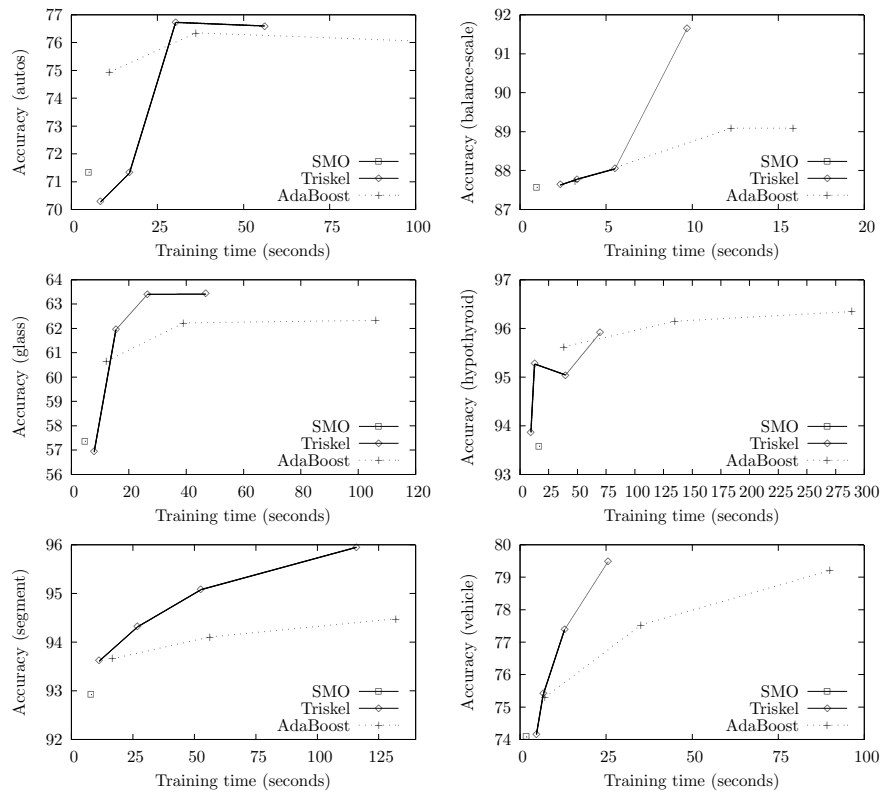 77
76
75
74
73
72
71
70
Accuracy (autos)
SMO
Triskel
AdaBoost
0 25 50 75 100
Training time (seconds)
92
91
90
89
88
87
Accuracy (balance-scale)
SMO
Triskel
AdaBoost
0 5 10 15 20
Training time (seconds)
64
63
62
61
60
59
58
57
56
Accuracy (glass)
SMO
Triskel
AdaBoost
0 20 40 60 80 100 120
Training time (seconds)
97
96
95
94
93
Accuracy (hypothyroid)
SMO
Triskel
AdaBoost
0 25 50 75 100 125 150 175 200 225 250 275 300
Training time (seconds)
96
95
94
93
92
Accuracy (segment)
SMO
Triskel
AdaBoost
0 25 50 75 100 125
Training time (seconds)
80
79
78
77
76
75
74
Accuracy (vehicle)
SMO
Triskel
AdaBoost
0 25 50 75 100
Training time (seconds)